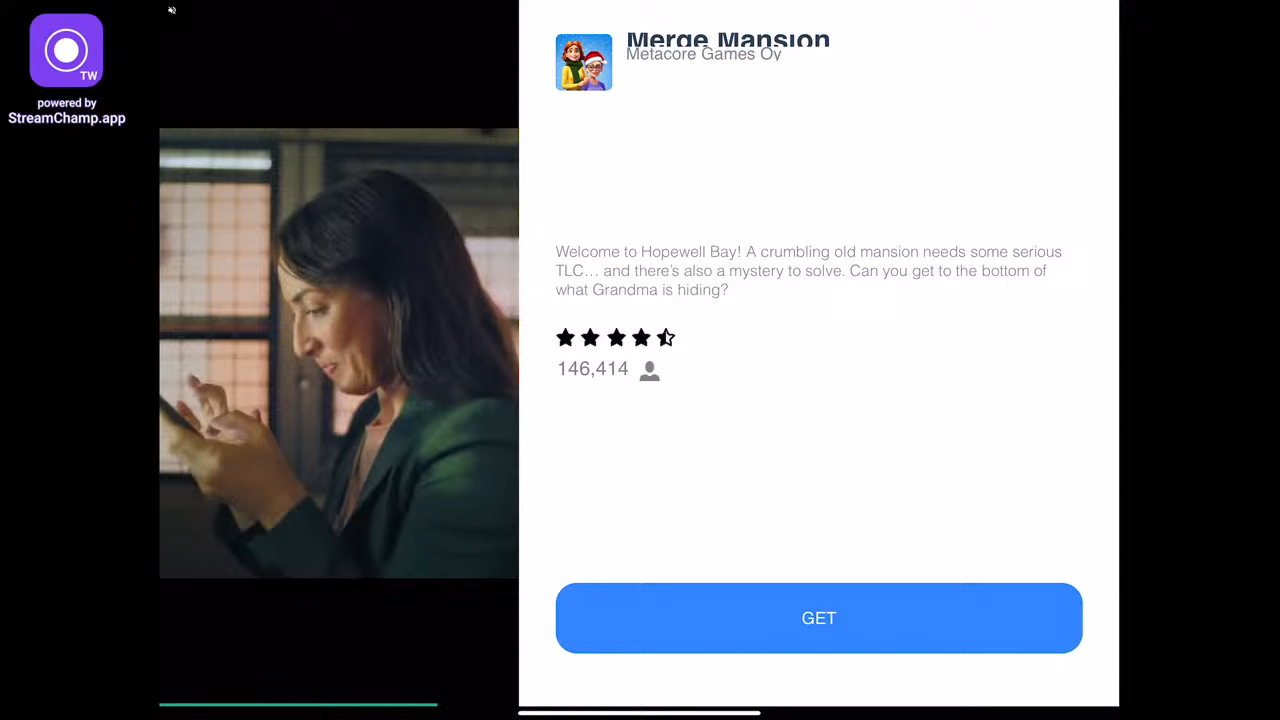 TW
powered by
StreamChamp.app
Merge Mansion
Metacore Games Oy
Welcome to Hopewell Bay! A crumbling old mansion needs some serious
TLC... and there's also a mystery to solve. Can you get to the bottom of
what Grandma is hiding?
146,414
GET